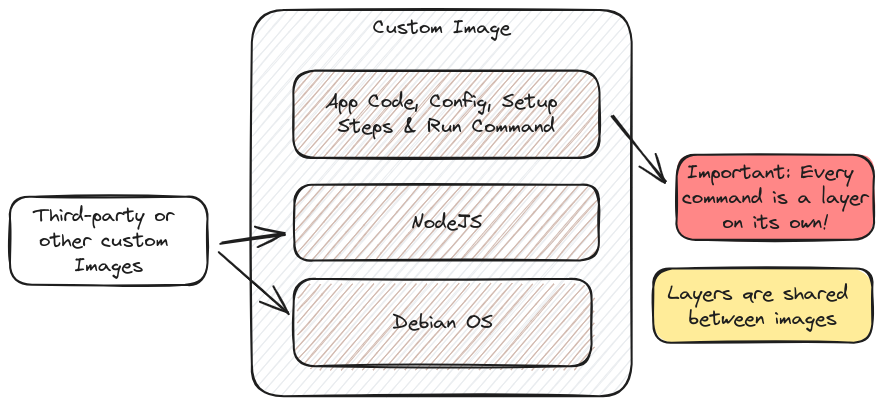 Custom Image
App Code, Config, Setup
Steps & Run Command
Important: Every
command is a layer
on its own!
Third-party or
other custom
Images
NodeJS
Layers are shared
between images
Debian OS